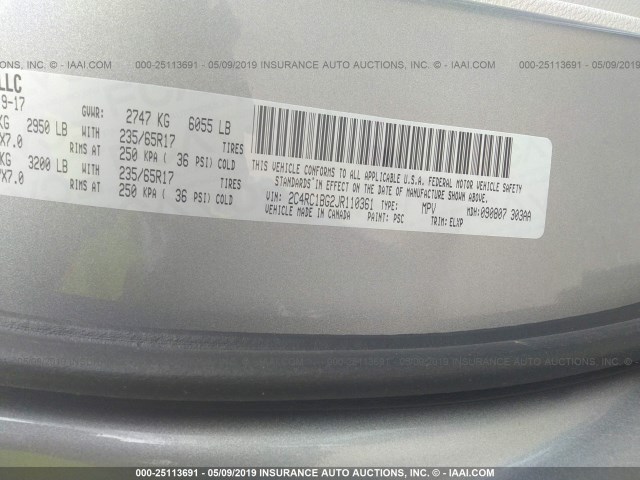 000-25113691 - 05/09/2019 INSURANCE AUTO AUCTIONS, INC. - © IAAI.COM
LLC
9-17
GVWR: 2747 KG 6055 LB
KG 2950 LB WITH 235/65R17 TIRES
X7.0 RIMS AT 250 KPA ( 36 PSI) COLD
KG 3200 LB WITH 235/65R17 TIRES
X7.0 RIMS AT 250 KPA ( 36 PSI) COLD
THIS VEHICLE CONFORMS TO ALL APPLICABLE U.S.A. FEDERAL MOTOR VEHICLE SAFETY
STANDARDS IN EFFECT ON THE DATE OF MANUFACTURE SHOWN ABOVE.
VIN: 2C4RC1BG2JR110361 TYPE: MPV MDH: 090807 303AA
VEHICLE MADE IN CANADA PAINT: PSC TRIM: ELXP
000-25113691 - 05/09/2019 INSURANCE AUTO AUCTIONS, INC. - © IAAI.COM
000-25113691 - 05/09/2019 INSURANCE AUTO AUCTIONS, INC. - © IAAI.COM